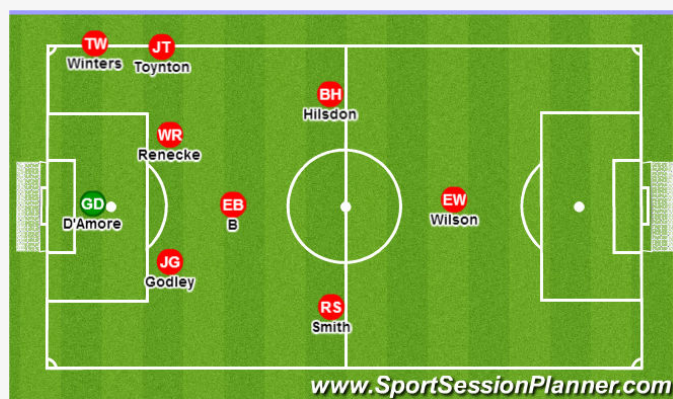 TW
Winters
JT
Toynton
BH
Hilsdon
WR
Renecke
GD
D'Amore
EB
B
EW
Wilson
JG
Godley
RS
Smith
www.SportSessionPlanner.com